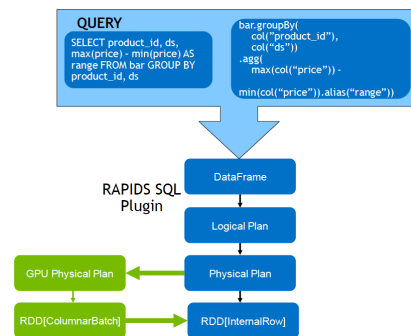 QUERY
SELECT product_id, ds,
max(price) – min(price) AS
range FROM bar GROUP BY
product_id, ds
bar.groupBy(
col("product_id"),
col("ds"))
.agg(
max(col("price")) -
min(col("price")).alias("range"))
DataFrame
RAPIDS SQL
Plugin
Logical Plan
GPU Physical Plan
Physical Plan
RDD[ColumnarBatch]
RDD[InternalRow]